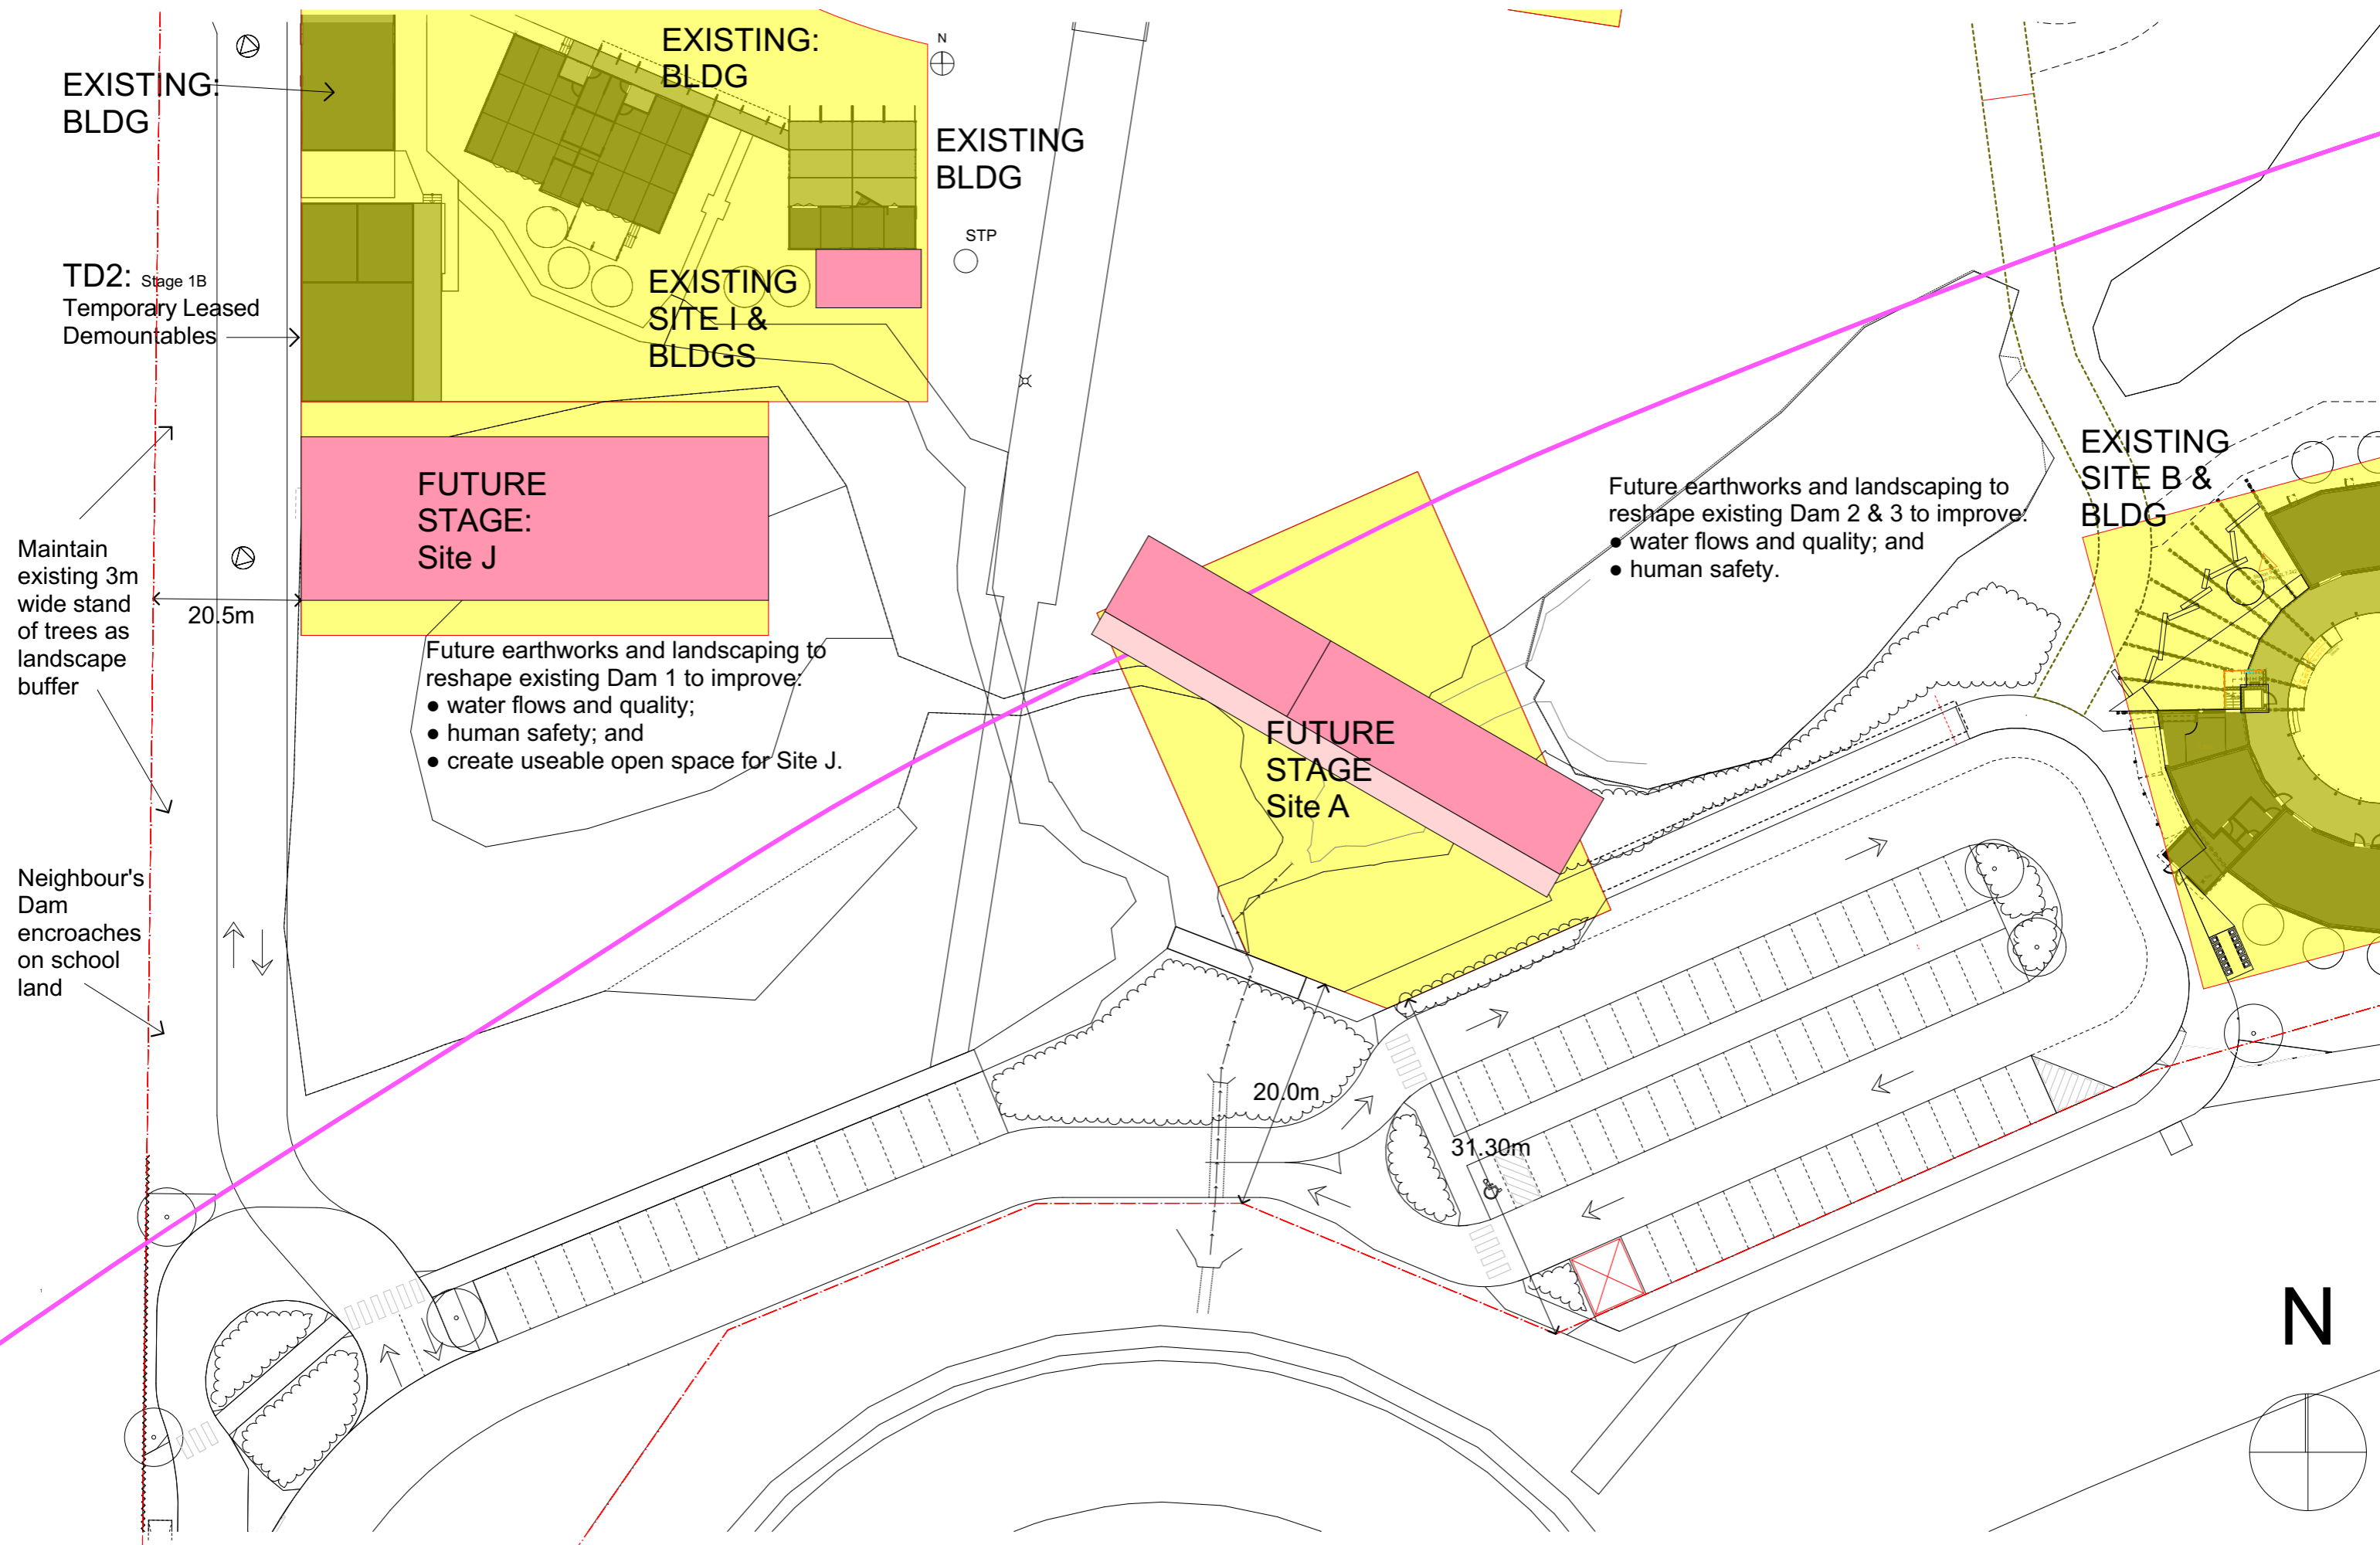 EXISTING:
BLDG
EXISTING:
BLDG
N
EXISTING
BLDG
STP
TD2: Stage 1B
Temporary Leased
Demountables
EXISTING
SITE I &
BLDGS
FUTURE
STAGE:
Site J
Maintain
existing 3m
wide stand
of trees as
landscape
buffer
20.5m
Future earthworks and landscaping to
reshape existing Dam 1 to improve:
● water flows and quality;
● human safety; and
● create useable open space for Site J.
Neighbour's
Dam
encroaches
on school
land
Future earthworks and landscaping to
reshape existing Dam 2 & 3 to improve:
● water flows and quality; and
● human safety.
EXISTING
SITE B &
BLDG
FUTURE
STAGE
Site A
20.0m
31.30m
N